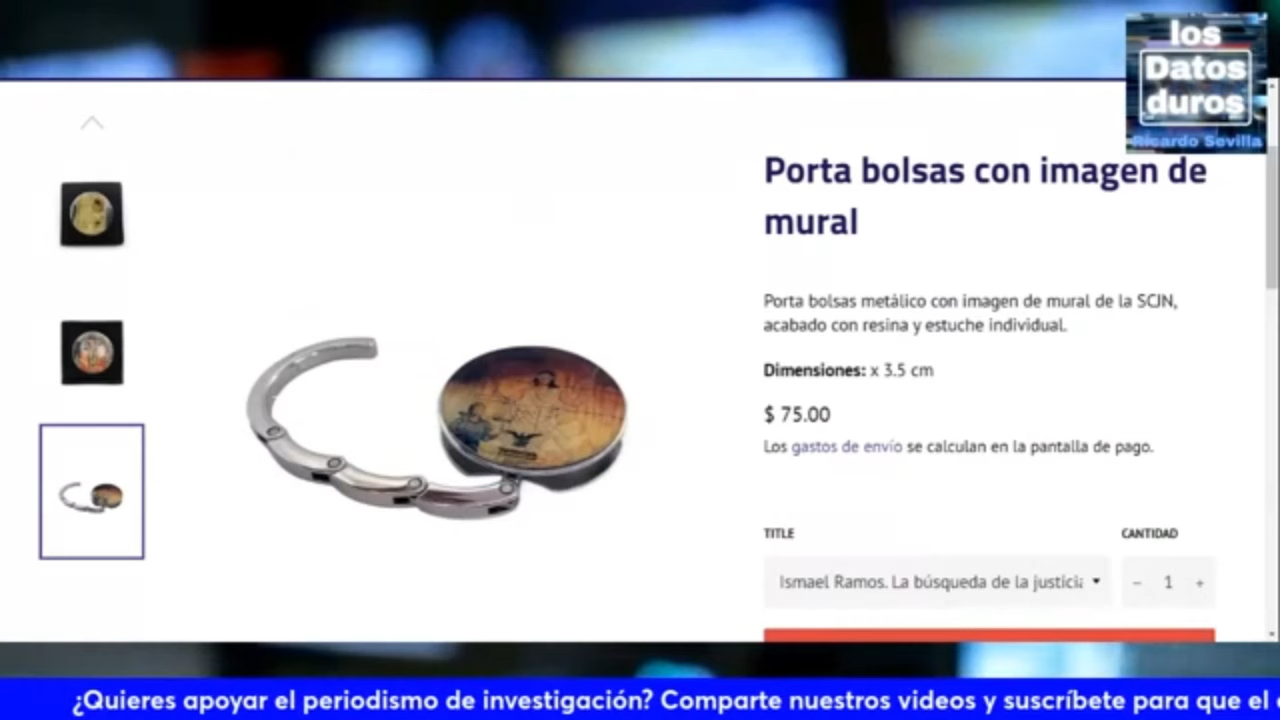 los
Datos
duros
Ricardo Sevilla
Porta bolsas con imagen de
mural
Porta bolsas metálico con imagen de mural de la SCJN,
acabado con resina y estuche individual.
Dimensiones: x 3.5 cm
$ 75.00
Los gastos de envío se calculan en la pantalla de pago.
TITLE
CANTIDAD
Ismael Ramos. La búsqueda de la justicia
− 1 +
¿Quieres apoyar el periodismo de investigación? Comparte nuestros videos y suscríbete para que el